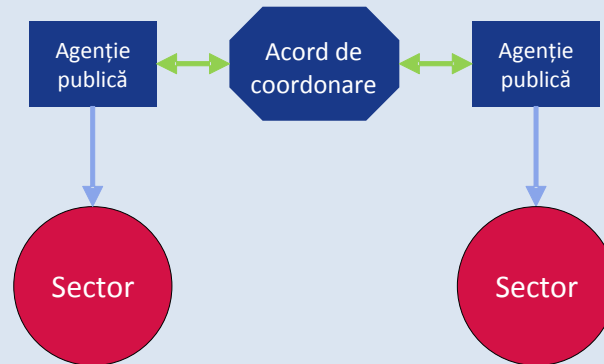 Agenție
publică
Acord de
coordonare
Agenție
publică
Sector
Sector